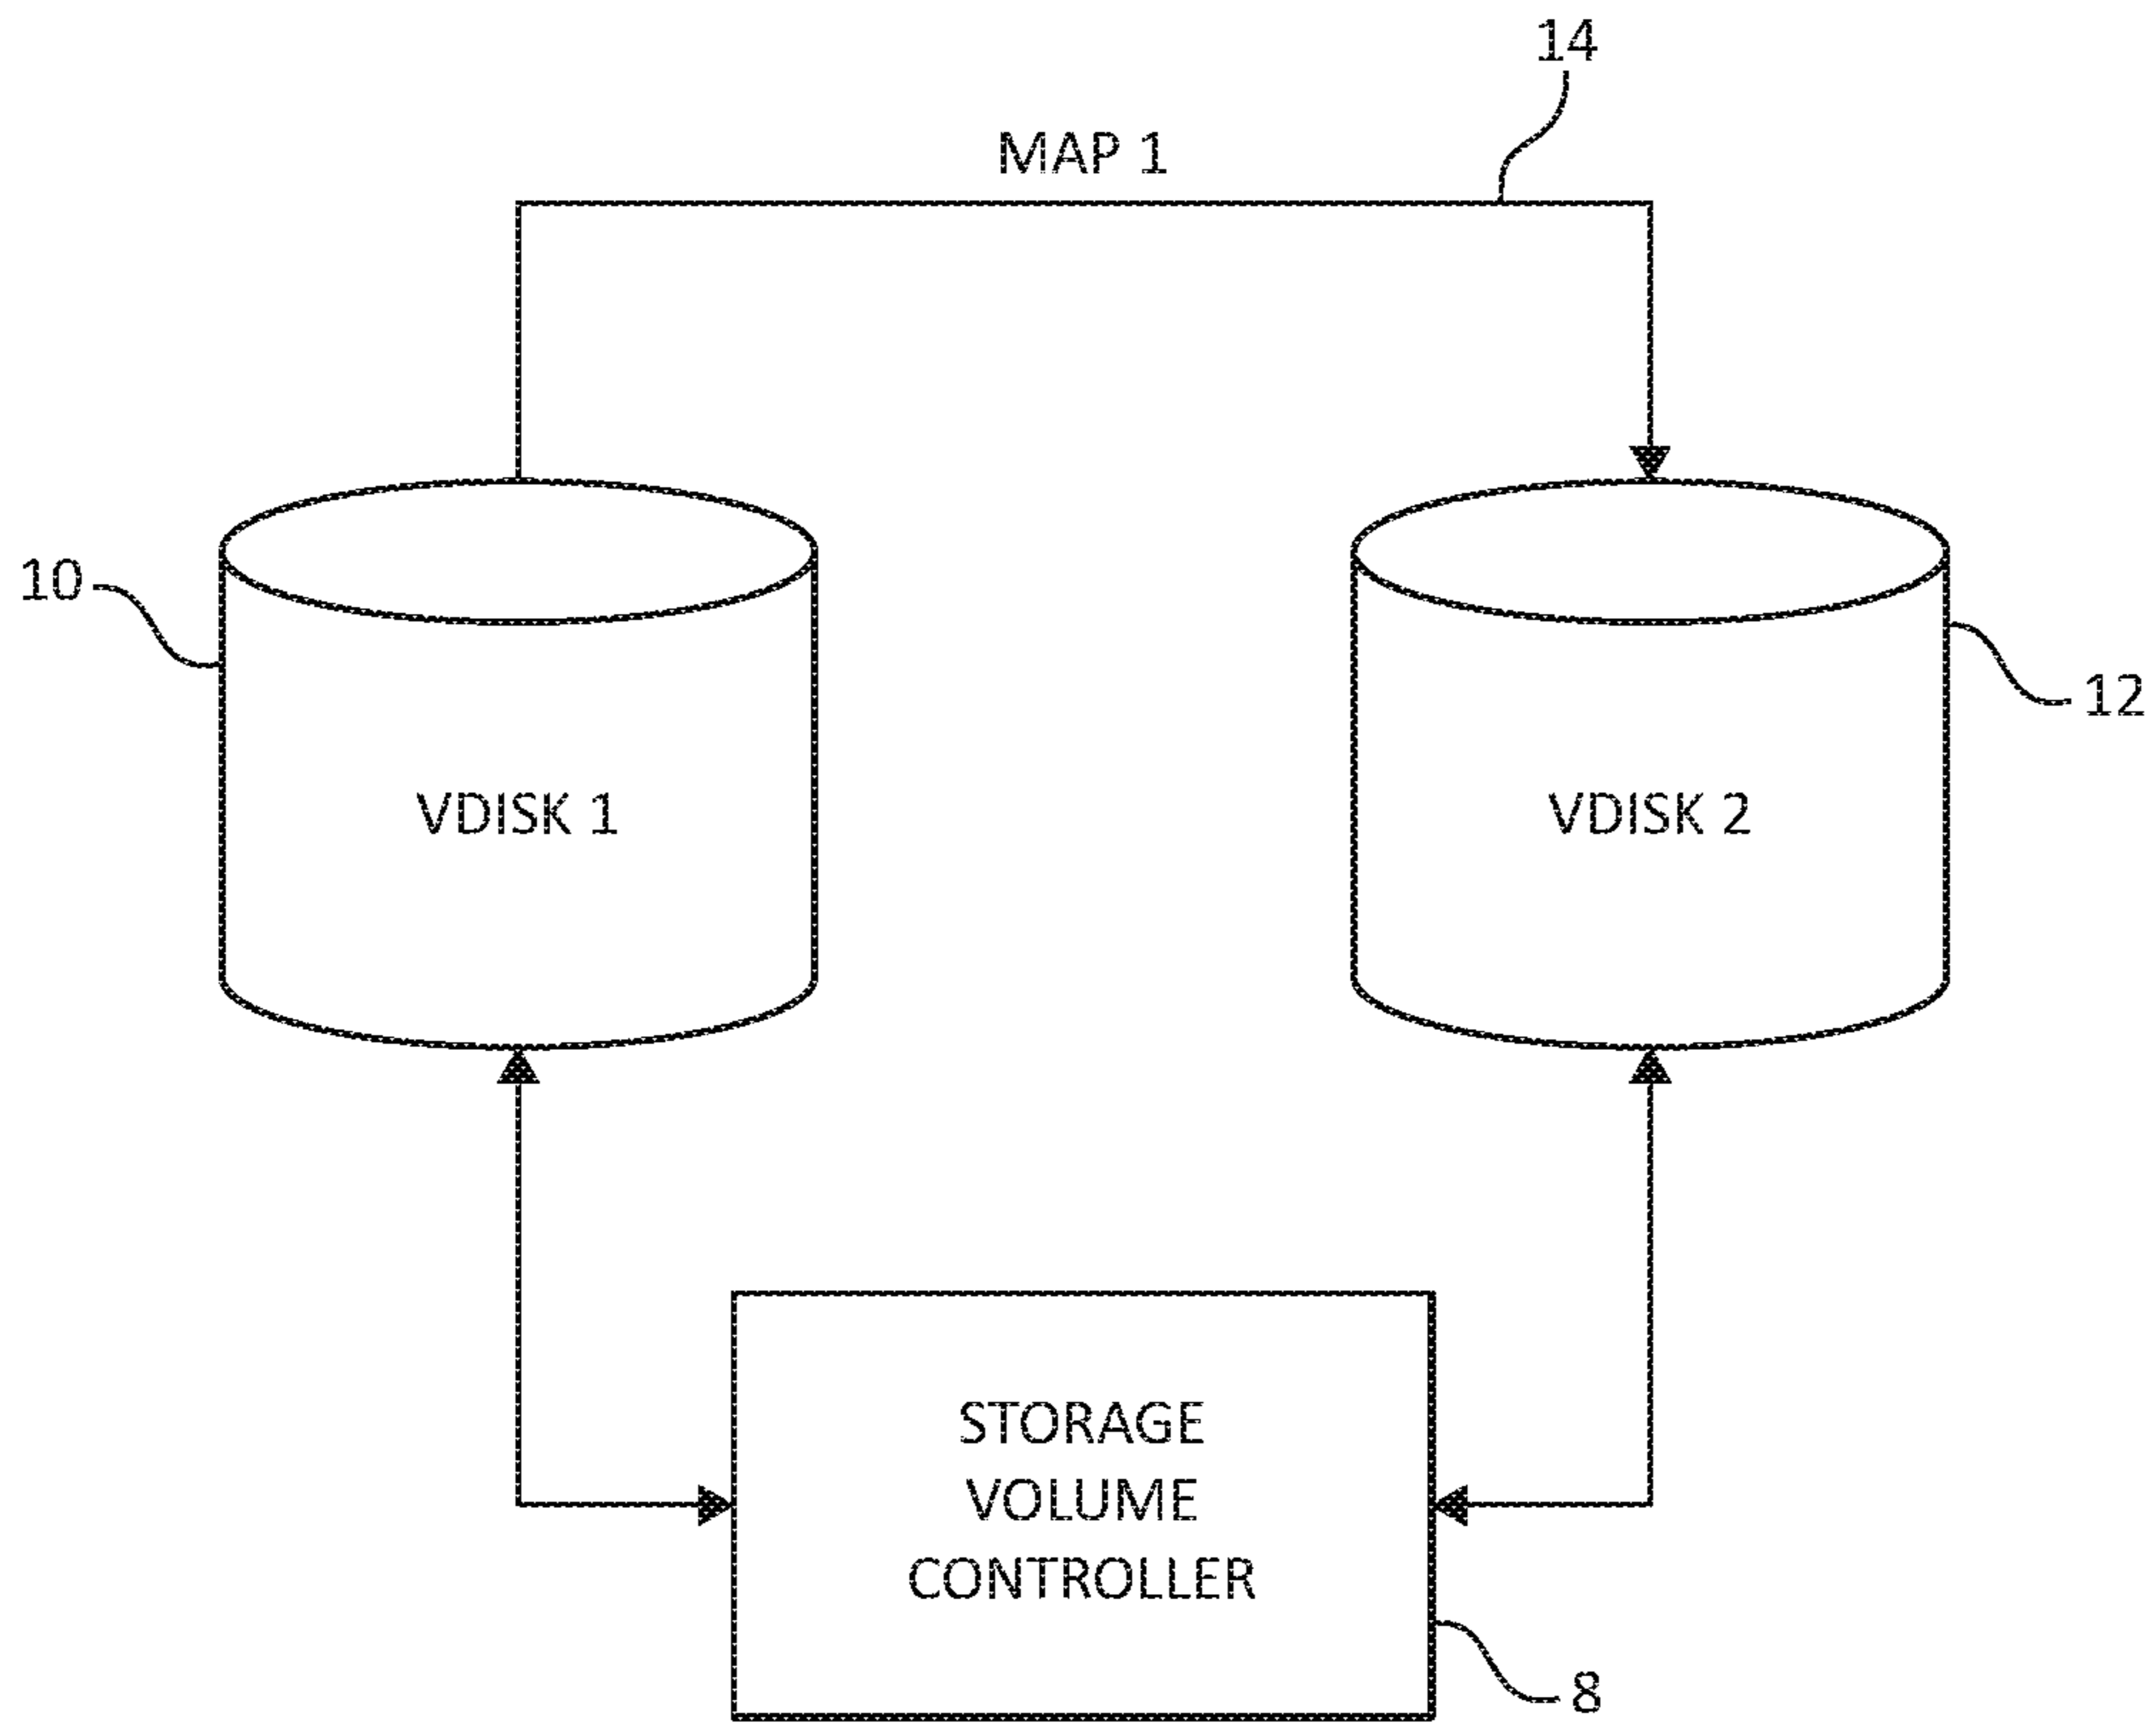 14
MAP 1
10
12
VDISK 1
VDISK 2
STORAGE
VOLUME
CONTROLLER
8